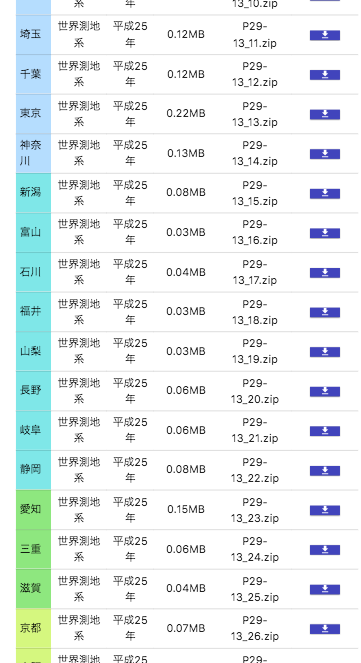 13_10.zip
埼玉 世界測地系 平成25年 0.12MB P29-13_11.zip
千葉 世界測地系 平成25年 0.12MB P29-13_12.zip
東京 世界測地系 平成25年 0.22MB P29-13_13.zip
神奈川 世界測地系 平成25年 0.13MB P29-13_14.zip
新潟 世界測地系 平成25年 0.08MB P29-13_15.zip
富山 世界測地系 平成25年 0.03MB P29-13_16.zip
石川 世界測地系 平成25年 0.04MB P29-13_17.zip
福井 世界測地系 平成25年 0.03MB P29-13_18.zip
山梨 世界測地系 平成25年 0.03MB P29-13_19.zip
長野 世界測地系 平成25年 0.06MB P29-13_20.zip
岐阜 世界測地系 平成25年 0.06MB P29-13_21.zip
静岡 世界測地系 平成25年 0.08MB P29-13_22.zip
愛知 世界測地系 平成25年 0.15MB P29-13_23.zip
三重 世界測地系 平成25年 0.06MB P29-13_24.zip
滋賀 世界測地系 平成25年 0.04MB P29-13_25.zip
京都 世界測地系 平成25年 0.07MB P29-13_26.zip